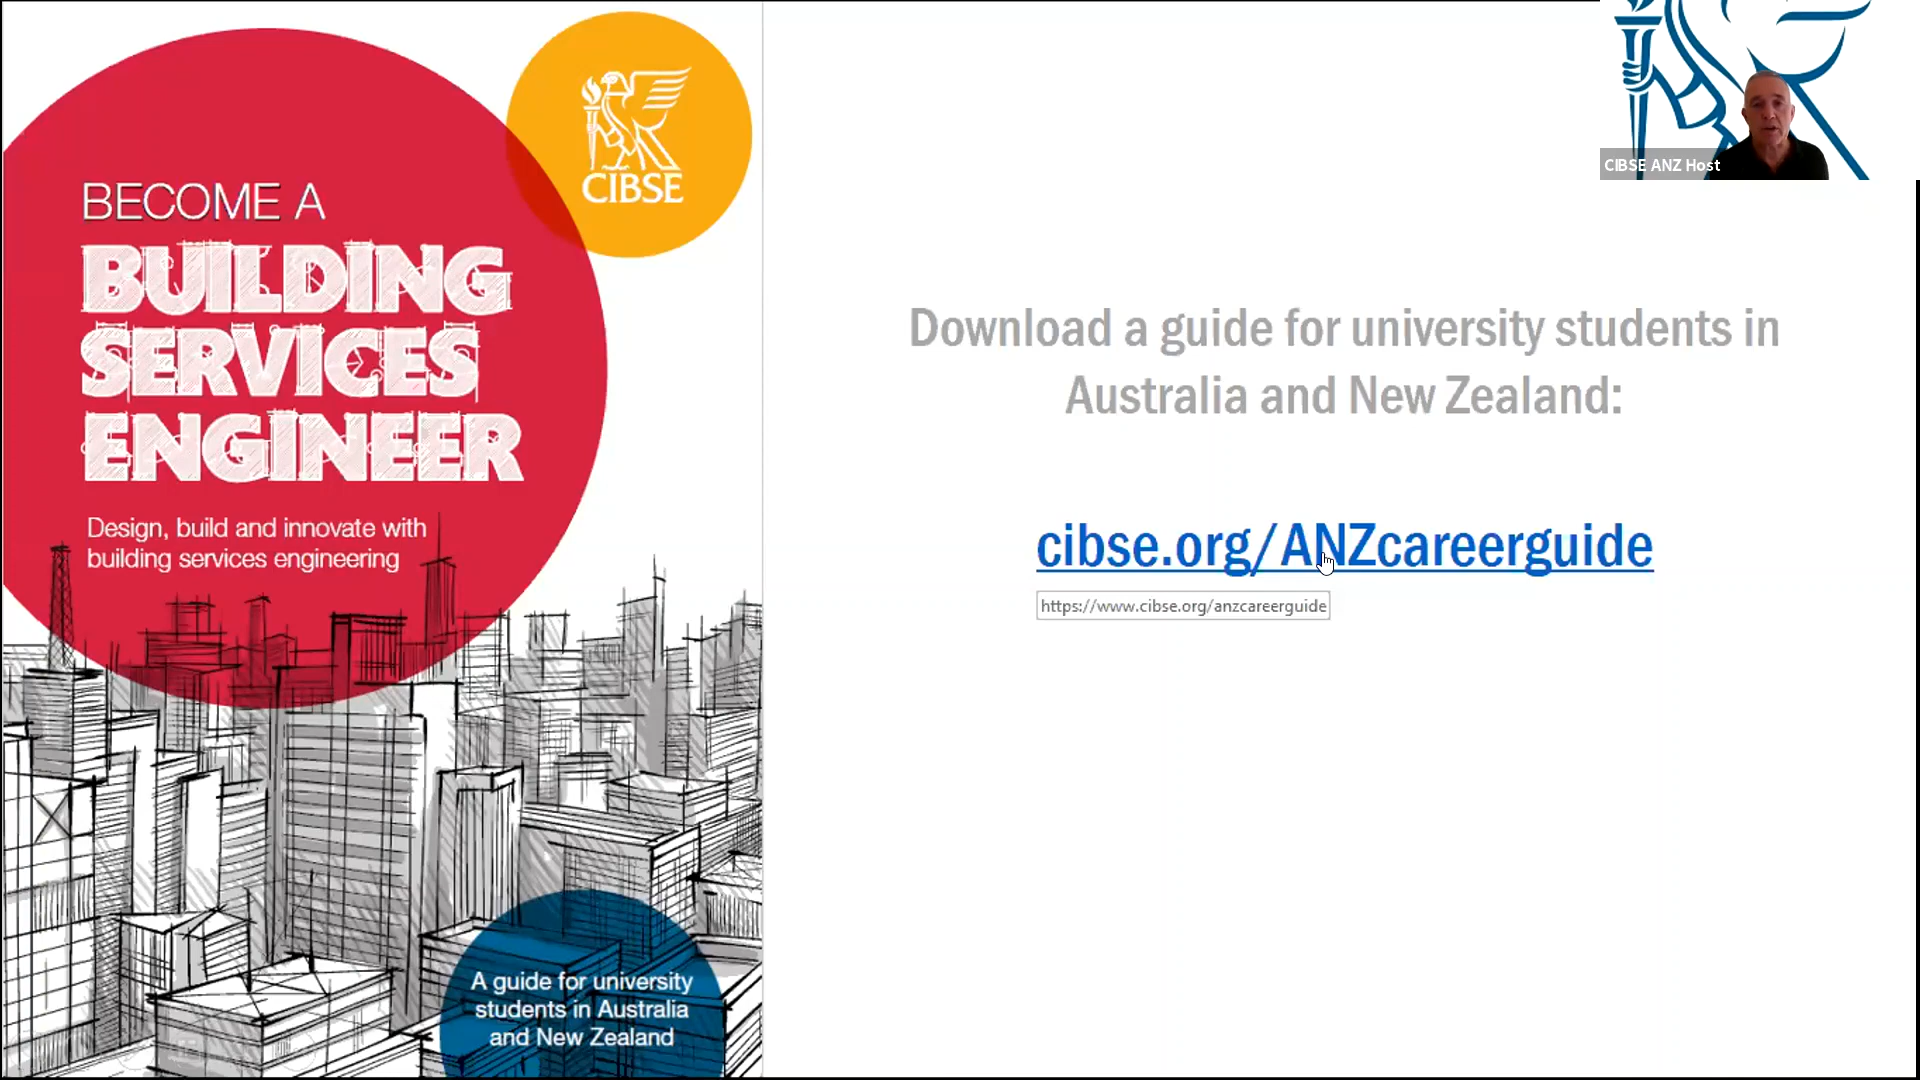 BECOME A
BUILDING
SERVICES
ENGINEER
Design, build and innovate with
building services engineering
CIBSE
A guide for university
students in Australia
and New Zealand
Download a guide for university students in
Australia and New Zealand:
cibse.org/ANZcareerguide
https://www.cibse.org/anzcareerguide
CIBSE ANZ Host